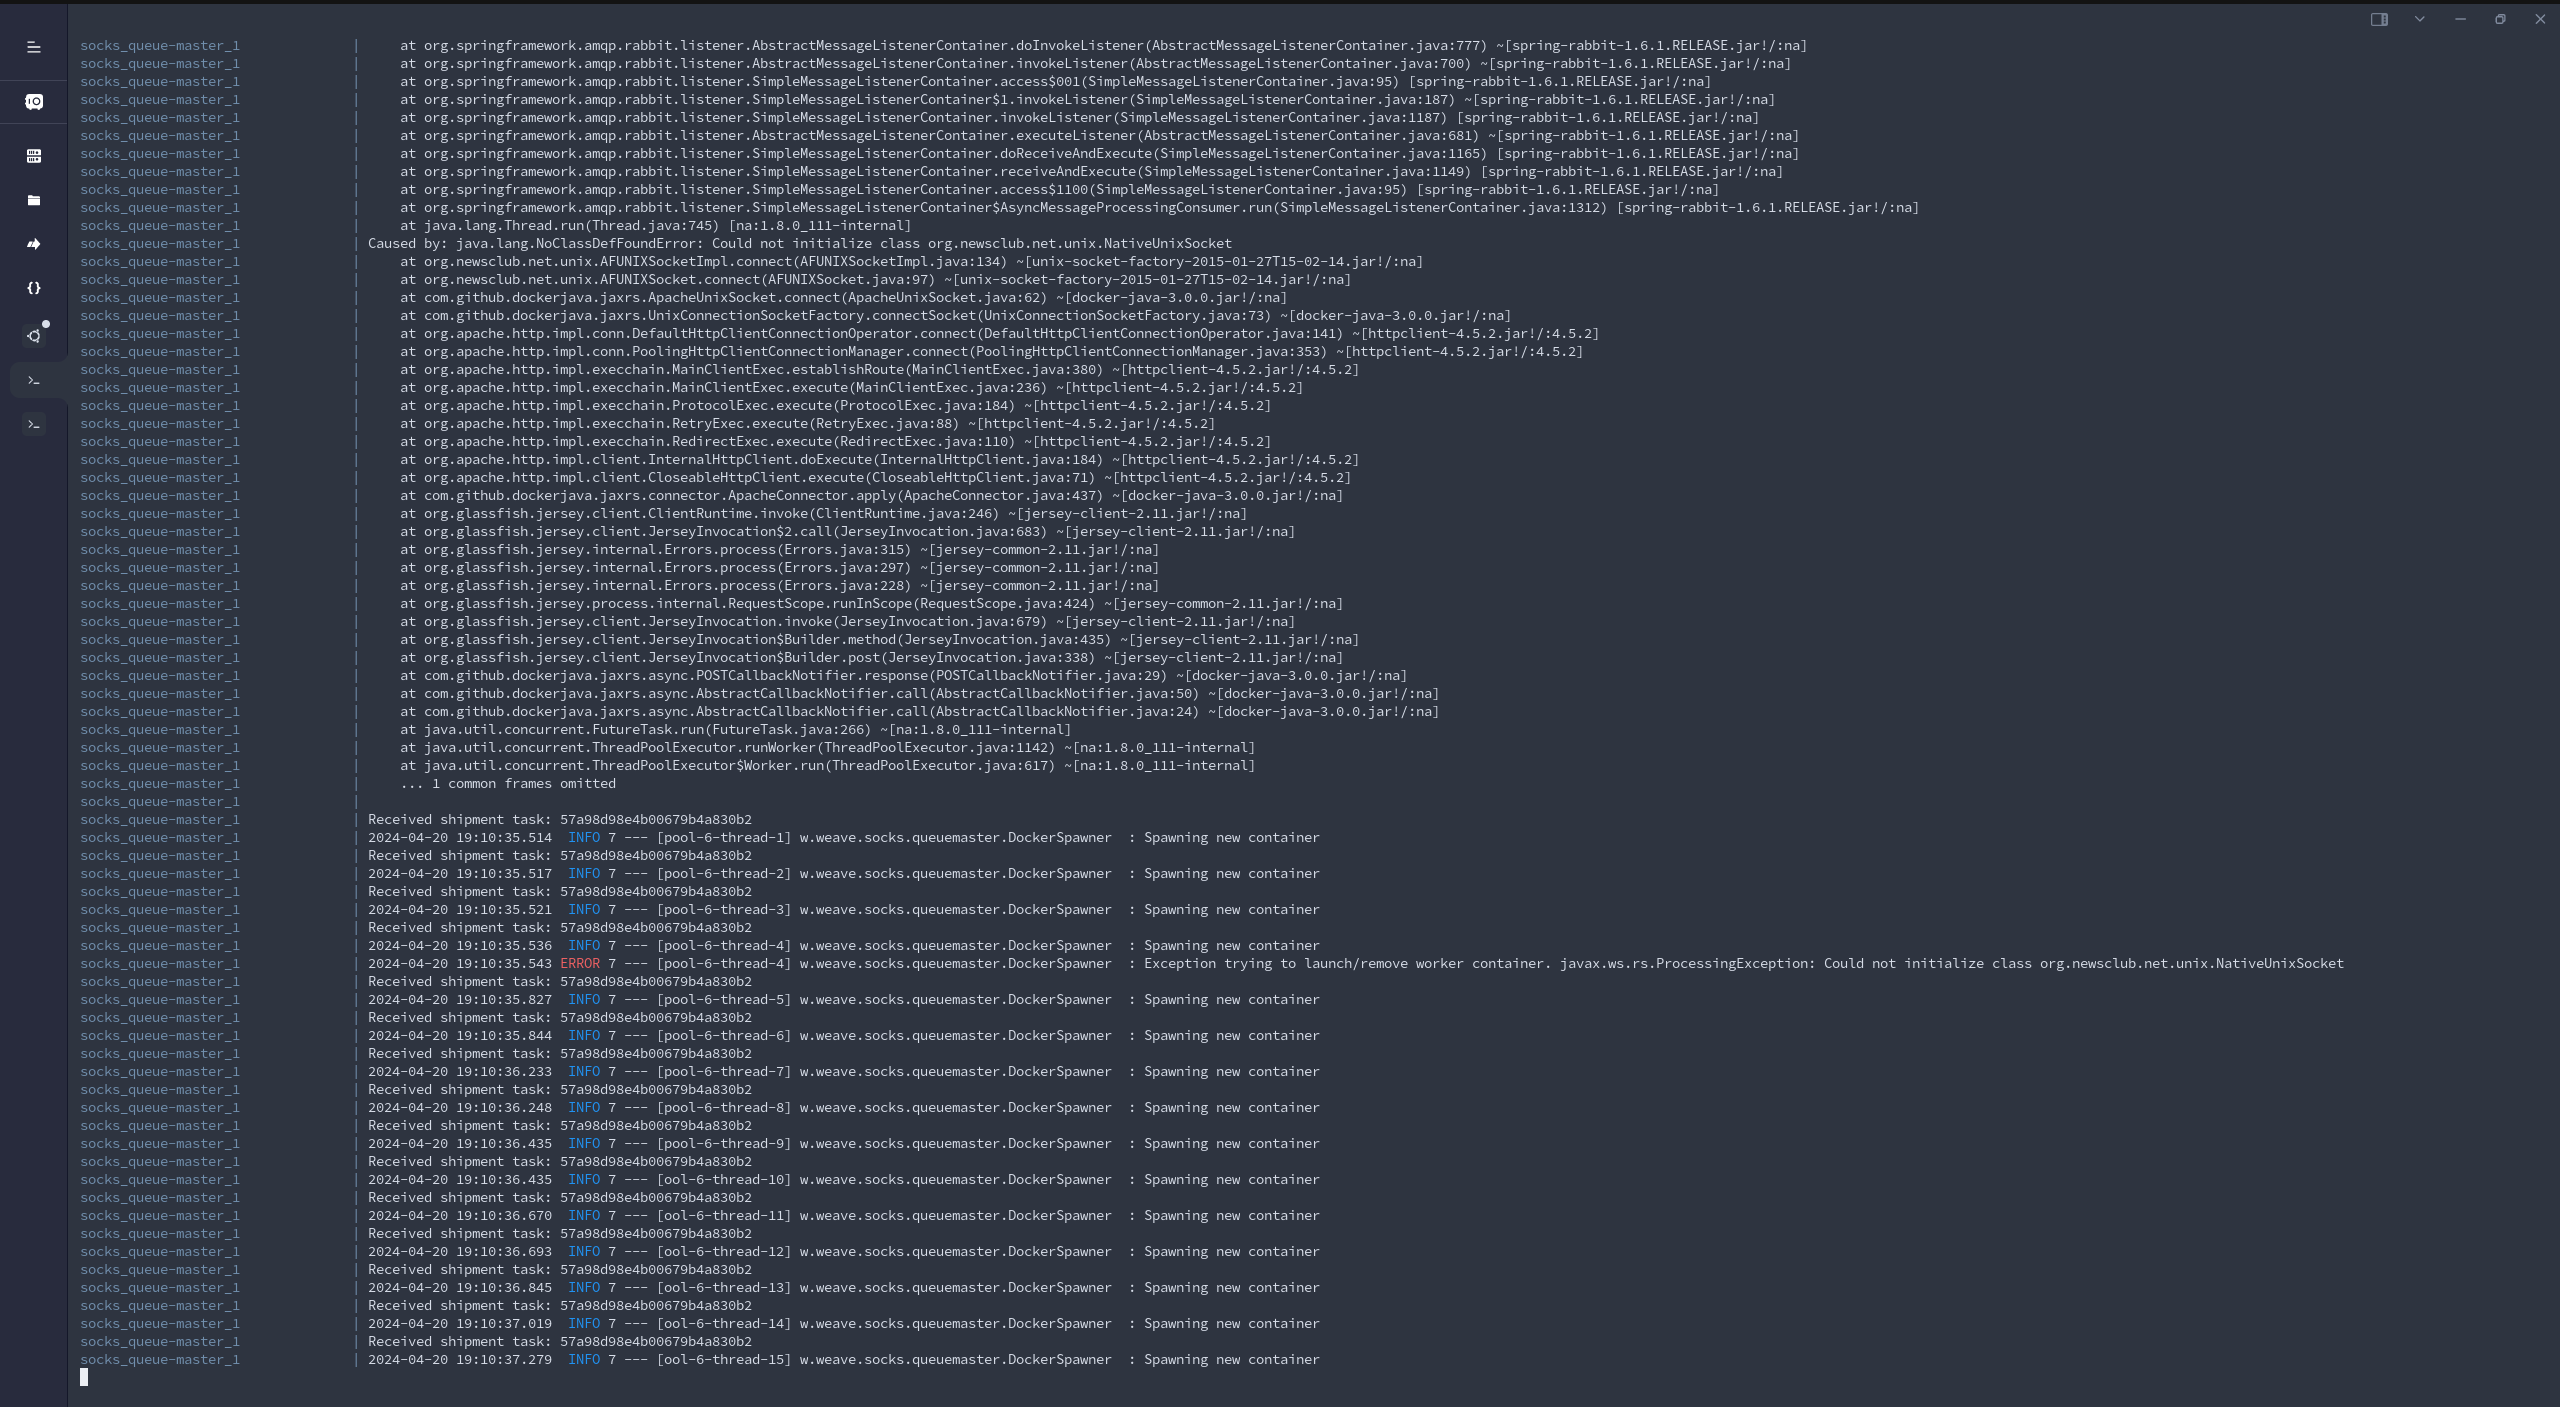 socks_queue-master_1 | at org.springframework.amqp.rabbit.listener.AbstractMessageListenerContainer.doInvokeListener(AbstractMessageListenerContainer.java:777) ~[spring-rabbit-1.6.1.RELEASE.jar!/:na]
socks_queue-master_1 | at org.springframework.amqp.rabbit.listener.AbstractMessageListenerContainer.invokeListener(AbstractMessageListenerContainer.java:700) ~[spring-rabbit-1.6.1.RELEASE.jar!/:na]
socks_queue-master_1 | at org.springframework.amqp.rabbit.listener.SimpleMessageListenerContainer.access$001(SimpleMessageListenerContainer.java:95) [spring-rabbit-1.6.1.RELEASE.jar!/:na]
socks_queue-master_1 | at org.springframework.amqp.rabbit.listener.SimpleMessageListenerContainer$1.invokeListener(SimpleMessageListenerContainer.java:187) ~[spring-rabbit-1.6.1.RELEASE.jar!/:na]
socks_queue-master_1 | at org.springframework.amqp.rabbit.listener.SimpleMessageListenerContainer.invokeListener(SimpleMessageListenerContainer.java:1187) [spring-rabbit-1.6.1.RELEASE.jar!/:na]
socks_queue-master_1 | at org.springframework.amqp.rabbit.listener.AbstractMessageListenerContainer.executeListener(AbstractMessageListenerContainer.java:681) ~[spring-rabbit-1.6.1.RELEASE.jar!/:na]
socks_queue-master_1 | at org.springframework.amqp.rabbit.listener.SimpleMessageListenerContainer.doReceiveAndExecute(SimpleMessageListenerContainer.java:1165) [spring-rabbit-1.6.1.RELEASE.jar!/:na]
socks_queue-master_1 | at org.springframework.amqp.rabbit.listener.SimpleMessageListenerContainer.receiveAndExecute(SimpleMessageListenerContainer.java:1149) [spring-rabbit-1.6.1.RELEASE.jar!/:na]
socks_queue-master_1 | at org.springframework.amqp.rabbit.listener.SimpleMessageListenerContainer.access$1100(SimpleMessageListenerContainer.java:95) [spring-rabbit-1.6.1.RELEASE.jar!/:na]
socks_queue-master_1 | at org.springframework.amqp.rabbit.listener.SimpleMessageListenerContainer$AsyncMessageProcessingConsumer.run(SimpleMessageListenerContainer.java:1312) [spring-rabbit-1.6.1.RELEASE.jar!/:na]
socks_queue-master_1 | at java.lang.Thread.run(Thread.java:745) [na:1.8.0_111-internal]
socks_queue-master_1 | Caused by: java.lang.NoClassDefFoundError: Could not initialize class org.newsclub.net.unix.NativeUnixSocket
socks_queue-master_1 | at org.newsclub.net.unix.AFUNIXSocketImpl.connect(AFUNIXSocketImpl.java:134) ~[unix-socket-factory-2015-01-27T15-02-14.jar!/:na]
socks_queue-master_1 | at org.newsclub.net.unix.AFUNIXSocket.connect(AFUNIXSocket.java:97) ~[unix-socket-factory-2015-01-27T15-02-14.jar!/:na]
socks_queue-master_1 | at com.github.dockerjava.jaxrs.ApacheUnixSocket.connect(ApacheUnixSocket.java:62) ~[docker-java-3.0.0.jar!/:na]
socks_queue-master_1 | at com.github.dockerjava.jaxrs.UnixConnectionSocketFactory.connectSocket(UnixConnectionSocketFactory.java:73) ~[docker-java-3.0.0.jar!/:na]
socks_queue-master_1 | at org.apache.http.impl.conn.DefaultHttpClientConnectionOperator.connect(DefaultHttpClientConnectionOperator.java:141) ~[httpclient-4.5.2.jar!/:4.5.2]
socks_queue-master_1 | at org.apache.http.impl.conn.PoolingHttpClientConnectionManager.connect(PoolingHttpClientConnectionManager.java:353) ~[httpclient-4.5.2.jar!/:4.5.2]
socks_queue-master_1 | at org.apache.http.impl.execchain.MainClientExec.establishRoute(MainClientExec.java:380) ~[httpclient-4.5.2.jar!/:4.5.2]
socks_queue-master_1 | at org.apache.http.impl.execchain.MainClientExec.execute(MainClientExec.java:236) ~[httpclient-4.5.2.jar!/:4.5.2]
socks_queue-master_1 | at org.apache.http.impl.execchain.ProtocolExec.execute(ProtocolExec.java:184) ~[httpclient-4.5.2.jar!/:4.5.2]
socks_queue-master_1 | at org.apache.http.impl.execchain.RetryExec.execute(RetryExec.java:88) ~[httpclient-4.5.2.jar!/:4.5.2]
socks_queue-master_1 | at org.apache.http.impl.execchain.RedirectExec.execute(RedirectExec.java:110) ~[httpclient-4.5.2.jar!/:4.5.2]
socks_queue-master_1 | at org.apache.http.impl.client.InternalHttpClient.doExecute(InternalHttpClient.java:184) ~[httpclient-4.5.2.jar!/:4.5.2]
socks_queue-master_1 | at org.apache.http.impl.client.CloseableHttpClient.execute(CloseableHttpClient.java:71) ~[httpclient-4.5.2.jar!/:4.5.2]
socks_queue-master_1 | at com.github.dockerjava.jaxrs.connector.ApacheConnector.apply(ApacheConnector.java:437) ~[docker-java-3.0.0.jar!/:na]
socks_queue-master_1 | at org.glassfish.jersey.client.ClientRuntime.invoke(ClientRuntime.java:246) ~[jersey-client-2.11.jar!/:na]
socks_queue-master_1 | at org.glassfish.jersey.client.JerseyInvocation$2.call(JerseyInvocation.java:683) ~[jersey-client-2.11.jar!/:na]
socks_queue-master_1 | at org.glassfish.jersey.internal.Errors.process(Errors.java:315) ~[jersey-common-2.11.jar!/:na]
socks_queue-master_1 | at org.glassfish.jersey.internal.Errors.process(Errors.java:297) ~[jersey-common-2.11.jar!/:na]
socks_queue-master_1 | at org.glassfish.jersey.internal.Errors.process(Errors.java:228) ~[jersey-common-2.11.jar!/:na]
socks_queue-master_1 | at org.glassfish.jersey.process.internal.RequestScope.runInScope(RequestScope.java:424) ~[jersey-common-2.11.jar!/:na]
socks_queue-master_1 | at org.glassfish.jersey.client.JerseyInvocation.invoke(JerseyInvocation.java:679) ~[jersey-client-2.11.jar!/:na]
socks_queue-master_1 | at org.glassfish.jersey.client.JerseyInvocation$Builder.method(JerseyInvocation.java:435) ~[jersey-client-2.11.jar!/:na]
socks_queue-master_1 | at org.glassfish.jersey.client.JerseyInvocation$Builder.post(JerseyInvocation.java:338) ~[jersey-client-2.11.jar!/:na]
socks_queue-master_1 | at com.github.dockerjava.jaxrs.async.POSTCallbackNotifier.response(POSTCallbackNotifier.java:29) ~[docker-java-3.0.0.jar!/:na]
socks_queue-master_1 | at com.github.dockerjava.jaxrs.async.AbstractCallbackNotifier.call(AbstractCallbackNotifier.java:50) ~[docker-java-3.0.0.jar!/:na]
socks_queue-master_1 | at com.github.dockerjava.jaxrs.async.AbstractCallbackNotifier.call(AbstractCallbackNotifier.java:24) ~[docker-java-3.0.0.jar!/:na]
socks_queue-master_1 | at java.util.concurrent.FutureTask.run(FutureTask.java:266) ~[na:1.8.0_111-internal]
socks_queue-master_1 | at java.util.concurrent.ThreadPoolExecutor.runWorker(ThreadPoolExecutor.java:1142) ~[na:1.8.0_111-internal]
socks_queue-master_1 | at java.util.concurrent.ThreadPoolExecutor$Worker.run(ThreadPoolExecutor.java:617) ~[na:1.8.0_111-internal]
socks_queue-master_1 | ... 1 common frames omitted
socks_queue-master_1 |
socks_queue-master_1 | Received shipment task: 57a98d98e4b00679b4a830b2
socks_queue-master_1 | 2024-04-20 19:10:35.514 INFO 7 --- [pool-6-thread-1] w.weave.socks.queuemaster.DockerSpawner : Spawning new container
socks_queue-master_1 | Received shipment task: 57a98d98e4b00679b4a830b2
socks_queue-master_1 | 2024-04-20 19:10:35.517 INFO 7 --- [pool-6-thread-2] w.weave.socks.queuemaster.DockerSpawner : Spawning new container
socks_queue-master_1 | Received shipment task: 57a98d98e4b00679b4a830b2
socks_queue-master_1 | 2024-04-20 19:10:35.521 INFO 7 --- [pool-6-thread-3] w.weave.socks.queuemaster.DockerSpawner : Spawning new container
socks_queue-master_1 | Received shipment task: 57a98d98e4b00679b4a830b2
socks_queue-master_1 | 2024-04-20 19:10:35.536 INFO 7 --- [pool-6-thread-4] w.weave.socks.queuemaster.DockerSpawner : Spawning new container
socks_queue-master_1 | 2024-04-20 19:10:35.543 ERROR 7 --- [pool-6-thread-4] w.weave.socks.queuemaster.DockerSpawner : Exception trying to launch/remove worker container. javax.ws.rs.ProcessingException: Could not initialize class org.newsclub.net.unix.NativeUnixSocket
socks_queue-master_1 | Received shipment task: 57a98d98e4b00679b4a830b2
socks_queue-master_1 | 2024-04-20 19:10:35.827 INFO 7 --- [pool-6-thread-5] w.weave.socks.queuemaster.DockerSpawner : Spawning new container
socks_queue-master_1 | Received shipment task: 57a98d98e4b00679b4a830b2
socks_queue-master_1 | 2024-04-20 19:10:35.844 INFO 7 --- [pool-6-thread-6] w.weave.socks.queuemaster.DockerSpawner : Spawning new container
socks_queue-master_1 | Received shipment task: 57a98d98e4b00679b4a830b2
socks_queue-master_1 | 2024-04-20 19:10:36.233 INFO 7 --- [pool-6-thread-7] w.weave.socks.queuemaster.DockerSpawner : Spawning new container
socks_queue-master_1 | Received shipment task: 57a98d98e4b00679b4a830b2
socks_queue-master_1 | 2024-04-20 19:10:36.248 INFO 7 --- [pool-6-thread-8] w.weave.socks.queuemaster.DockerSpawner : Spawning new container
socks_queue-master_1 | Received shipment task: 57a98d98e4b00679b4a830b2
socks_queue-master_1 | 2024-04-20 19:10:36.435 INFO 7 --- [pool-6-thread-9] w.weave.socks.queuemaster.DockerSpawner : Spawning new container
socks_queue-master_1 | Received shipment task: 57a98d98e4b00679b4a830b2
socks_queue-master_1 | 2024-04-20 19:10:36.435 INFO 7 --- [ool-6-thread-10] w.weave.socks.queuemaster.DockerSpawner : Spawning new container
socks_queue-master_1 | Received shipment task: 57a98d98e4b00679b4a830b2
socks_queue-master_1 | 2024-04-20 19:10:36.670 INFO 7 --- [ool-6-thread-11] w.weave.socks.queuemaster.DockerSpawner : Spawning new container
socks_queue-master_1 | Received shipment task: 57a98d98e4b00679b4a830b2
socks_queue-master_1 | 2024-04-20 19:10:36.693 INFO 7 --- [ool-6-thread-12] w.weave.socks.queuemaster.DockerSpawner : Spawning new container
socks_queue-master_1 | Received shipment task: 57a98d98e4b00679b4a830b2
socks_queue-master_1 | 2024-04-20 19:10:36.845 INFO 7 --- [ool-6-thread-13] w.weave.socks.queuemaster.DockerSpawner : Spawning new container
socks_queue-master_1 | Received shipment task: 57a98d98e4b00679b4a830b2
socks_queue-master_1 | 2024-04-20 19:10:37.019 INFO 7 --- [ool-6-thread-14] w.weave.socks.queuemaster.DockerSpawner : Spawning new container
socks_queue-master_1 | Received shipment task: 57a98d98e4b00679b4a830b2
socks_queue-master_1 | 2024-04-20 19:10:37.279 INFO 7 --- [ool-6-thread-15] w.weave.socks.queuemaster.DockerSpawner : Spawning new container